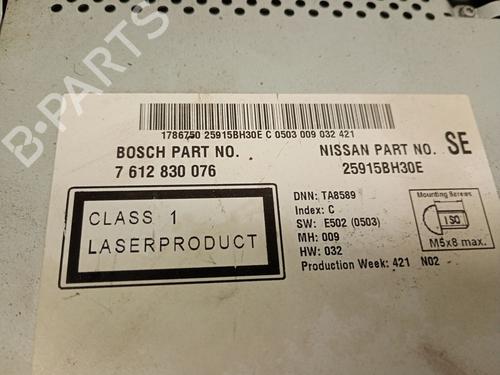 B-PARTS
1786750 25915BH30E C 0503 009 032 421
BOSCH PART NO.
7 612 830 076
NISSAN PART NO.
25915BH30E
SE
CLASS 1
LASERPRODUCT
DNN: TA8589
Index: C
SW: E502 (0503)
MH: 009
HW: 032
Production Week: 421 N02
Mounting Screws
ISO
M5x8 max.